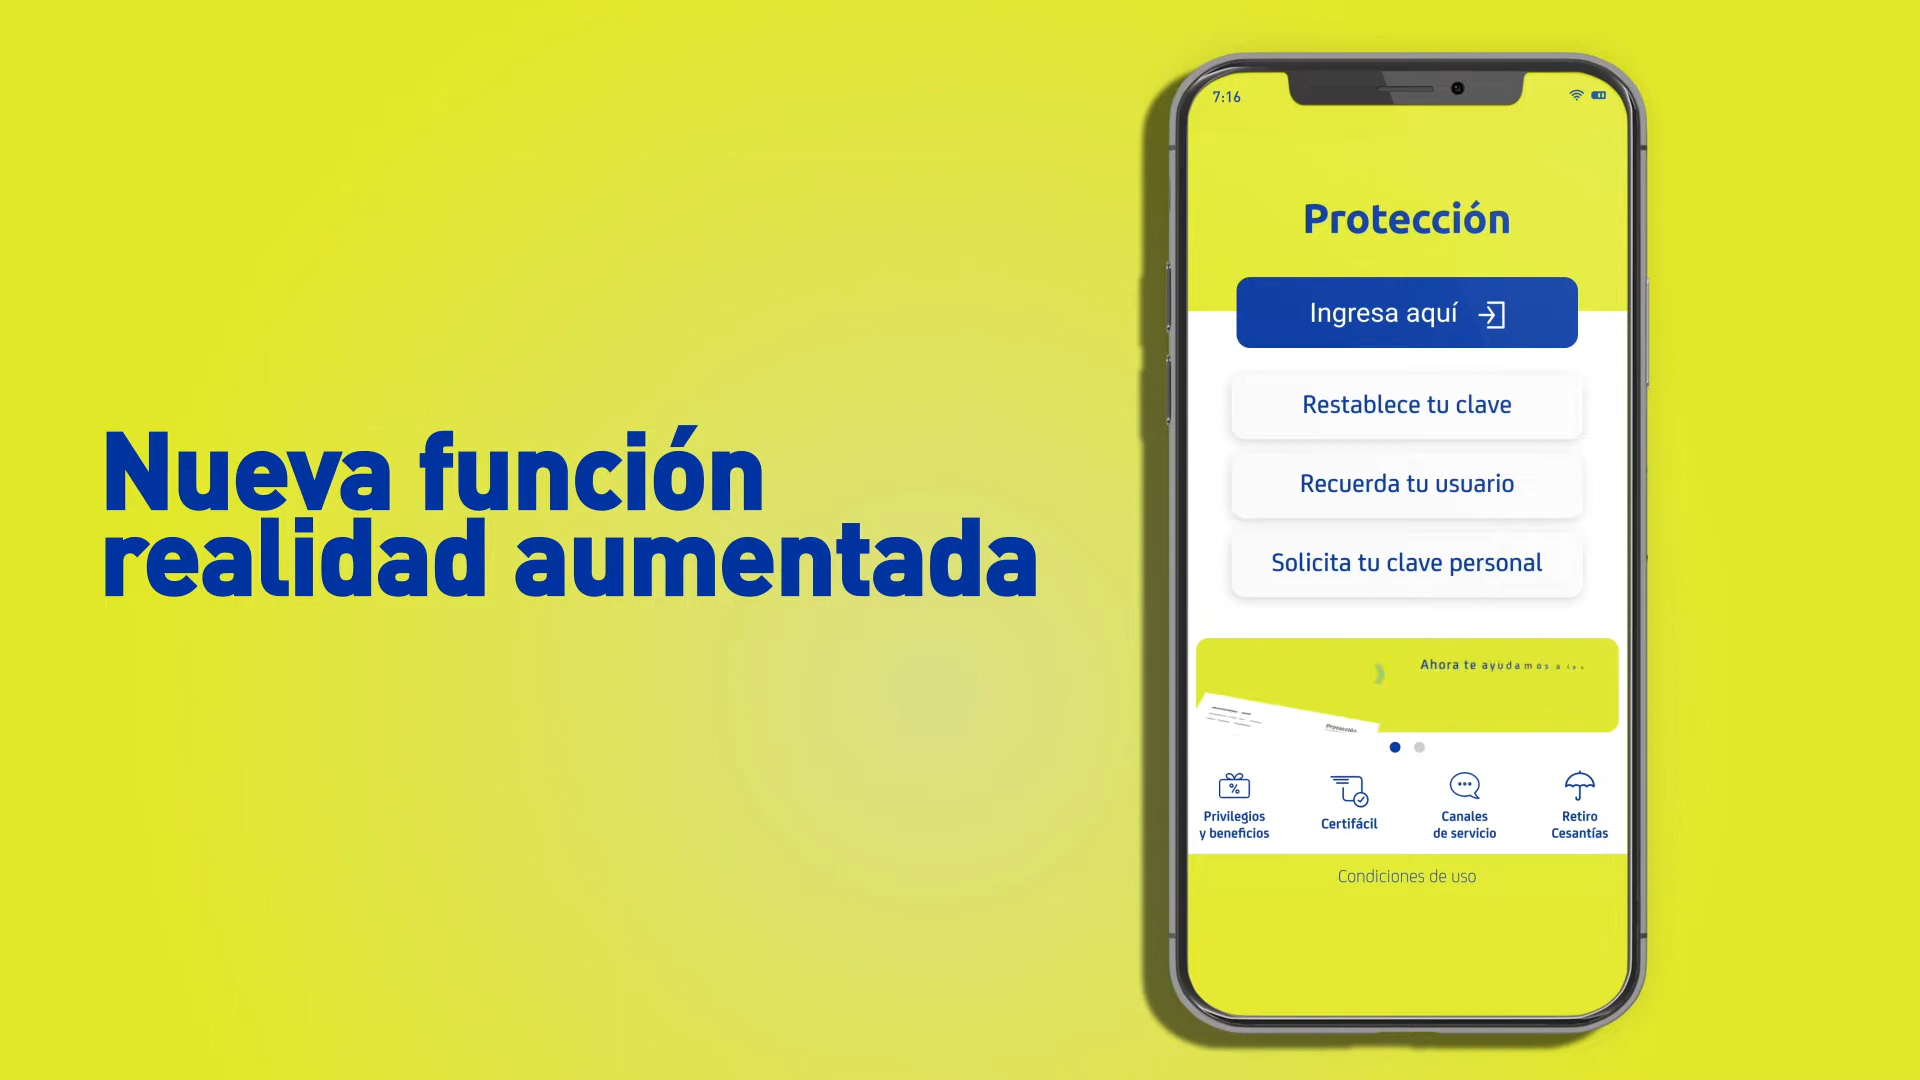 Nueva función
realidad aumentada
7:16
Protección
Ingresa aquí
Restablece tu clave
Recuerda tu usuario
Solicita tu clave personal
Ahora te ayudamos a
Protección
%
Privilegios
y beneficios
Certifácil
Canales
de servicio
Retiro
Cesantías
Condiciones de uso